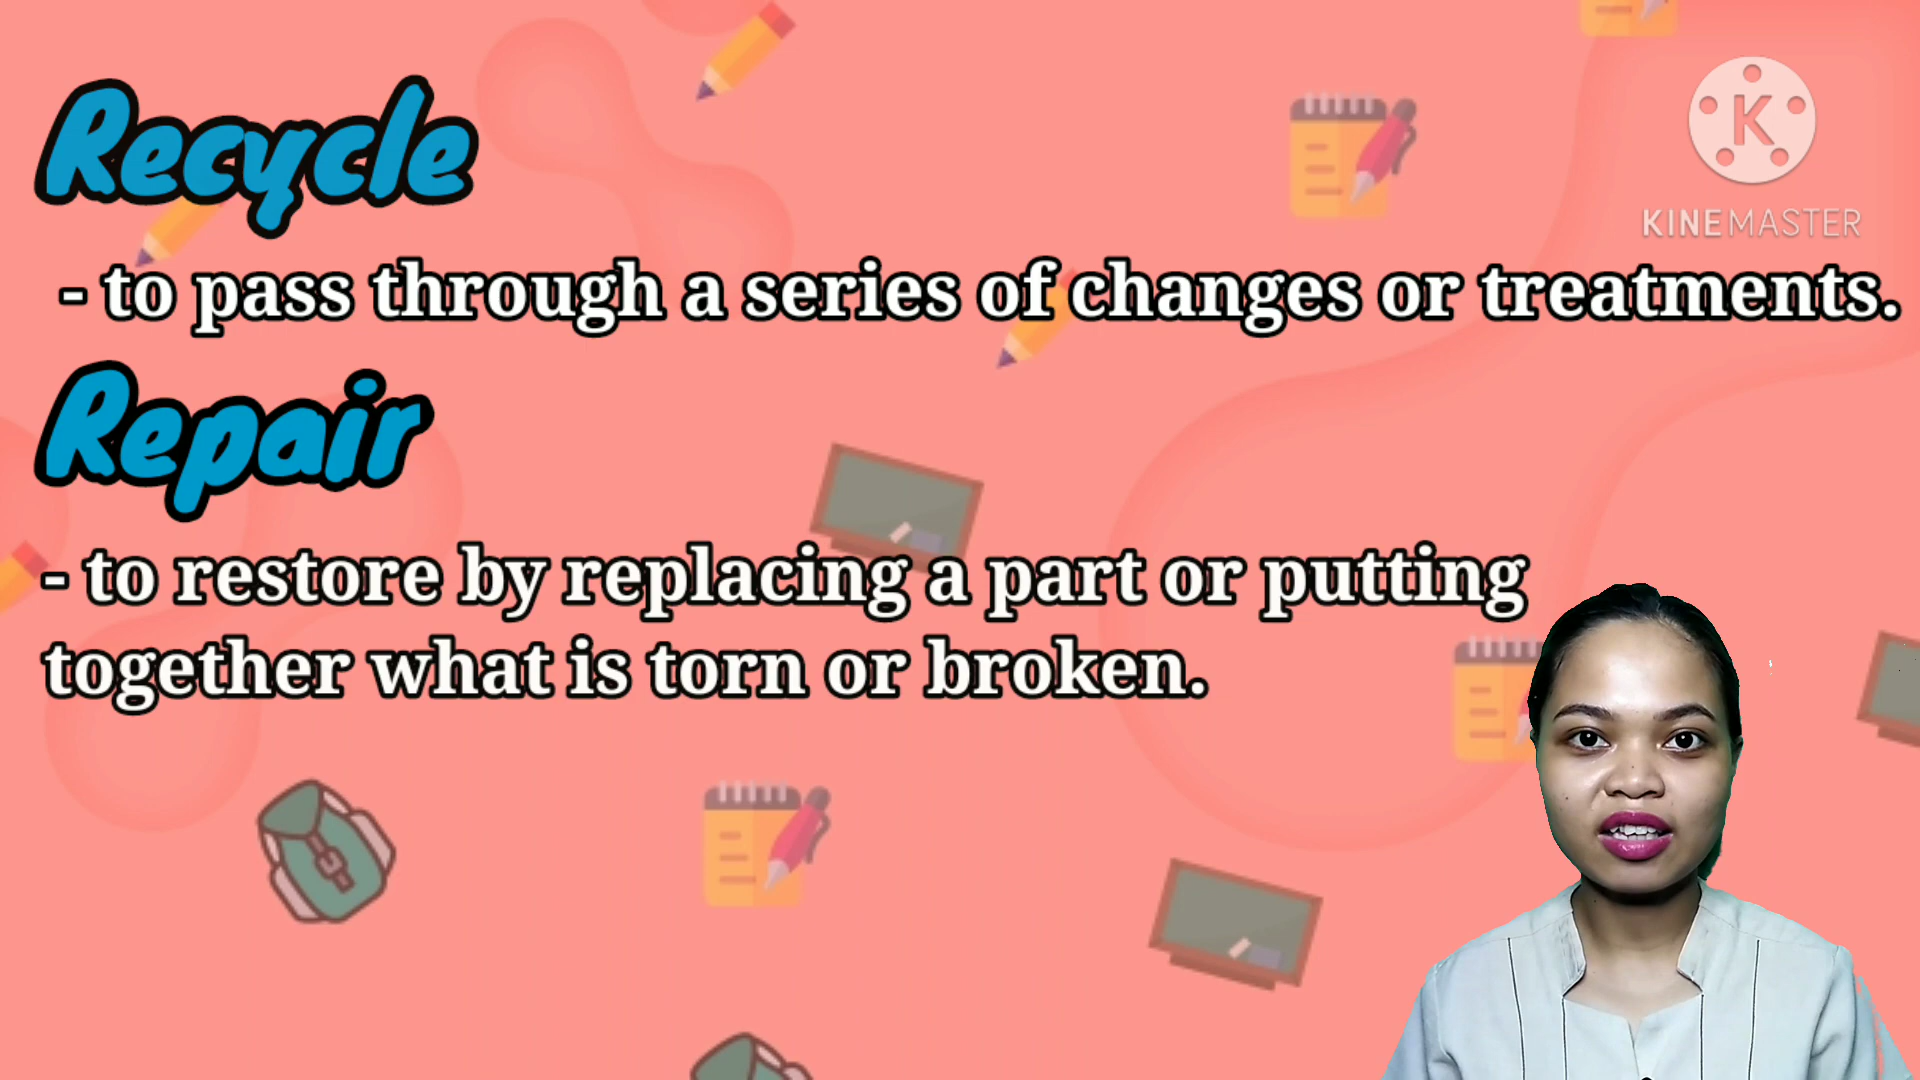 Recycle
K
KINEMASTER
- to pass through a series of changes or treatments.
Repair
- to restore by replacing a part or putting
together what is torn or broken.